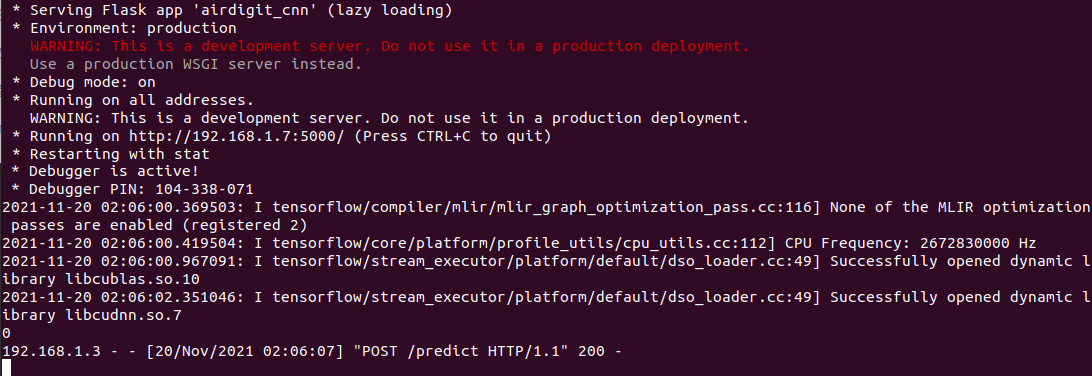 * Serving Flask app 'airdigit_cnn' (lazy loading)
* Environment: production
WARNING: This is a development server. Do not use it in a production deployment.
Use a production WSGI server instead.
* Debug mode: on
* Running on all addresses.
WARNING: This is a development server. Do not use it in a production deployment.
* Running on http://192.168.1.7:5000/ (Press CTRL+C to quit)
* Restarting with stat
* Debugger is active!
* Debugger PIN: 104-338-071
2021-11-20 02:06:00.369503: I tensorflow/compiler/mlir/mlir_graph_optimization_pass.cc:116] None of the MLIR optimization
passes are enabled (registered 2)
2021-11-20 02:06:00.419504: I tensorflow/core/platform/profile_utils/cpu_utils.cc:112] CPU Frequency: 2672830000 Hz
2021-11-20 02:06:00.967091: I tensorflow/stream_executor/platform/default/dso_loader.cc:49] Successfully opened dynamic l
ibrary libcublas.so.10
2021-11-20 02:06:02.351046: I tensorflow/stream_executor/platform/default/dso_loader.cc:49] Successfully opened dynamic l
ibrary libcudnn.so.7
0
192.168.1.3 - - [20/Nov/2021 02:06:07] "POST /predict HTTP/1.1" 200 -